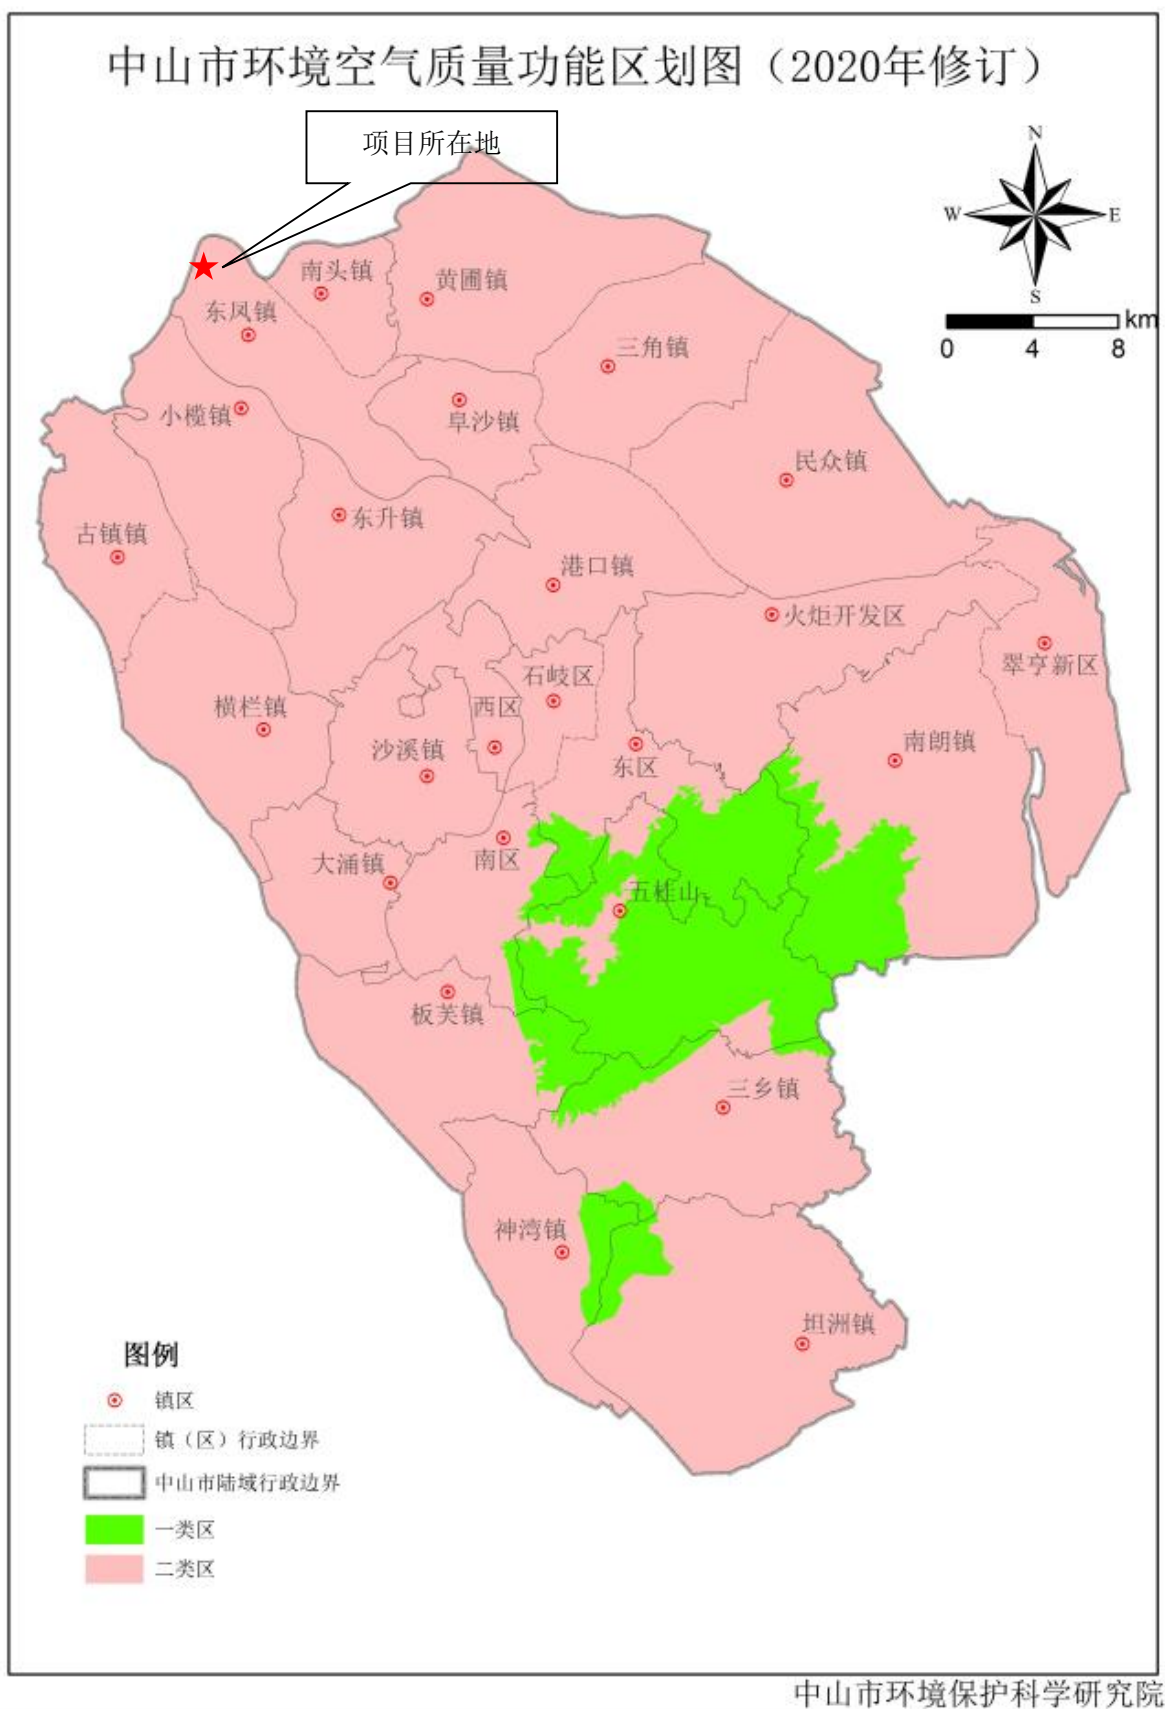 中山市环境空气质量功能区划图（2020年修订）
项目所在地
N
W
E
S
km
0 4 8
南头镇
黄圃镇
东凤镇
三角镇
小榄镇
阜沙镇
民众镇
古镇镇
东升镇
港口镇
火炬开发区
翠亨新区
石岐区
横栏镇
西区
沙溪镇
东区
南朗镇
南区
大涌镇
五桂山
板芙镇
三乡镇
神湾镇
坦洲镇
图例
镇区
镇（区）行政边界
中山市陆域行政边界
一类区
二类区
中山市环境保护科学研究院